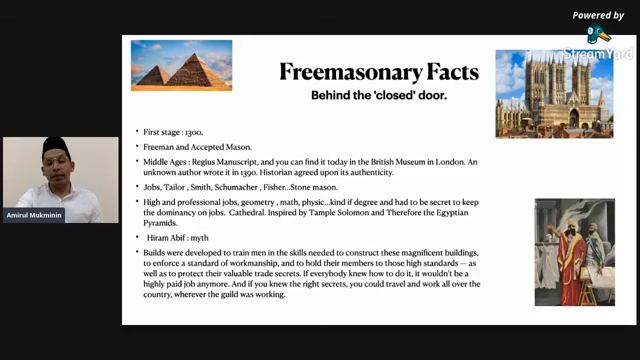 Powered by
StreamYard
Freemasonary Facts
Behind the 'closed' door.
• First stage : 1300.
• Freeman and Accepted Mason.
• Middle Ages : Regius Manuscript, and you can find it today in the British Museum in London. An
unknown author wrote it in 1390. Historian agreed upon its authenticity.
• Jobs, Tailor , Smith, Schumacher , Fisher...Stone mason.
• High and professional jobs, geometry , math, physic...kind if degree and had to be secret to keep
the dominancy on jobs. Cathedral. Inspired by Tample Solomon and Therefore the Egyptian
Pyramids.
• Hiram Abif : myth
• Builds were developed to train men in the skills needed to construct these magnificent buildings,
to enforce a standard of workmanship, and to hold their members to those high standards — as
well as to protect their valuable trade secrets. If everybody knew how to do it, it wouldn't be a
highly paid job anymore. And if you knew the right secrets, you could travel and work all over the
country, wherever the guild was working.
Amirul Mukminin